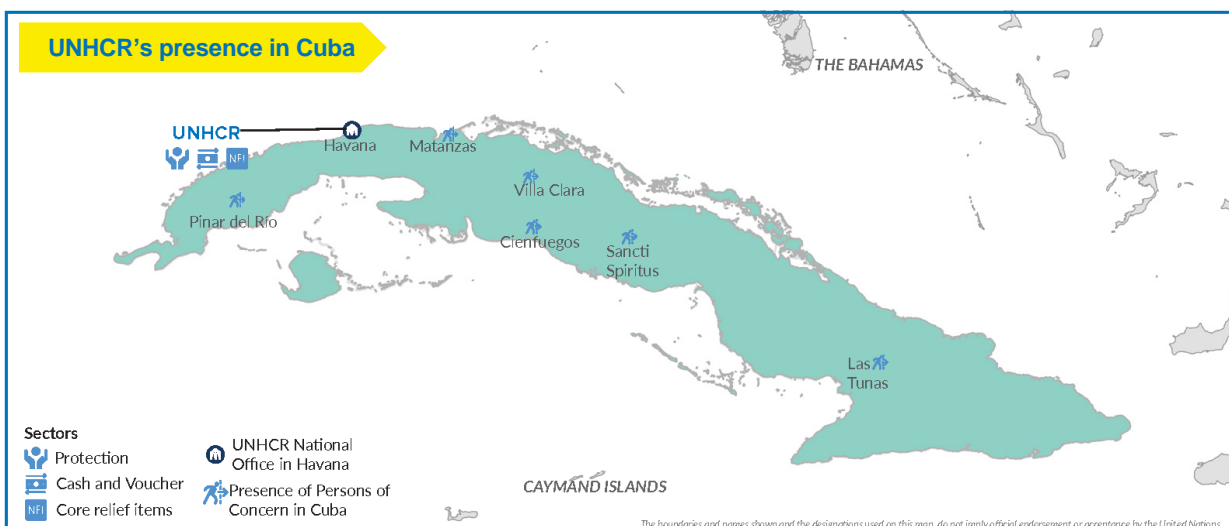 UNHCR's presence in Cuba
THE BAHAMAS
UNHCR
NFI
Havana
Matanzas
Villa Clara
Pinar del Río
Cienfuegos
Sancti
Spiritus
Las
Tunas
Sectors
Protection
Cash and Voucher
NFI
Core relief items
UNHCR National
Office in Havana
Presence of Persons of
Concern in Cuba
CAYMAND ISLANDS
The boundaries and names shown and the designations used on this map do not imply official endorsement or acceptance by the United Nations